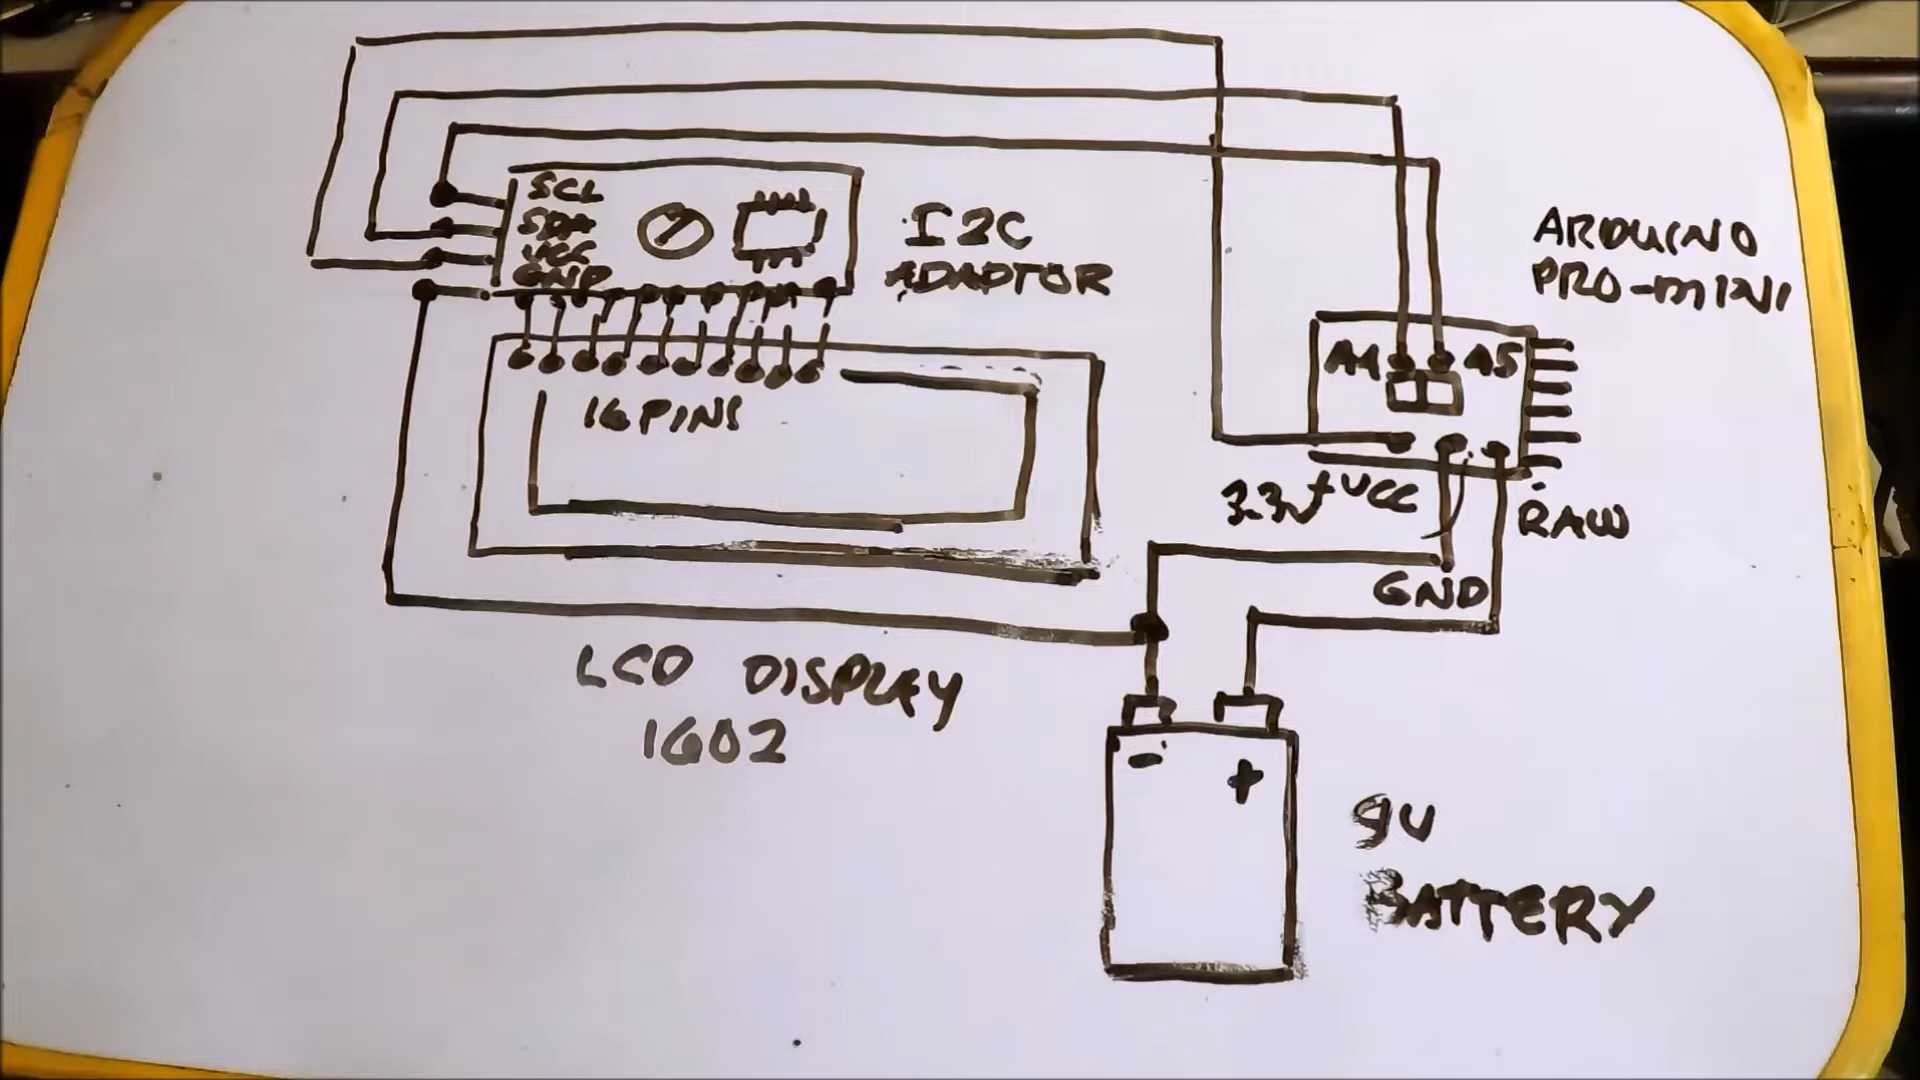 SCL
SDA
VCC
GND
I2C
ADAPTOR
ARDUINO
PRO-MINI
A4 A5
16 PINS
3.3V + VCC
RAW
GND
LCD DISPLAY
1602
- +
9V
BATTERY